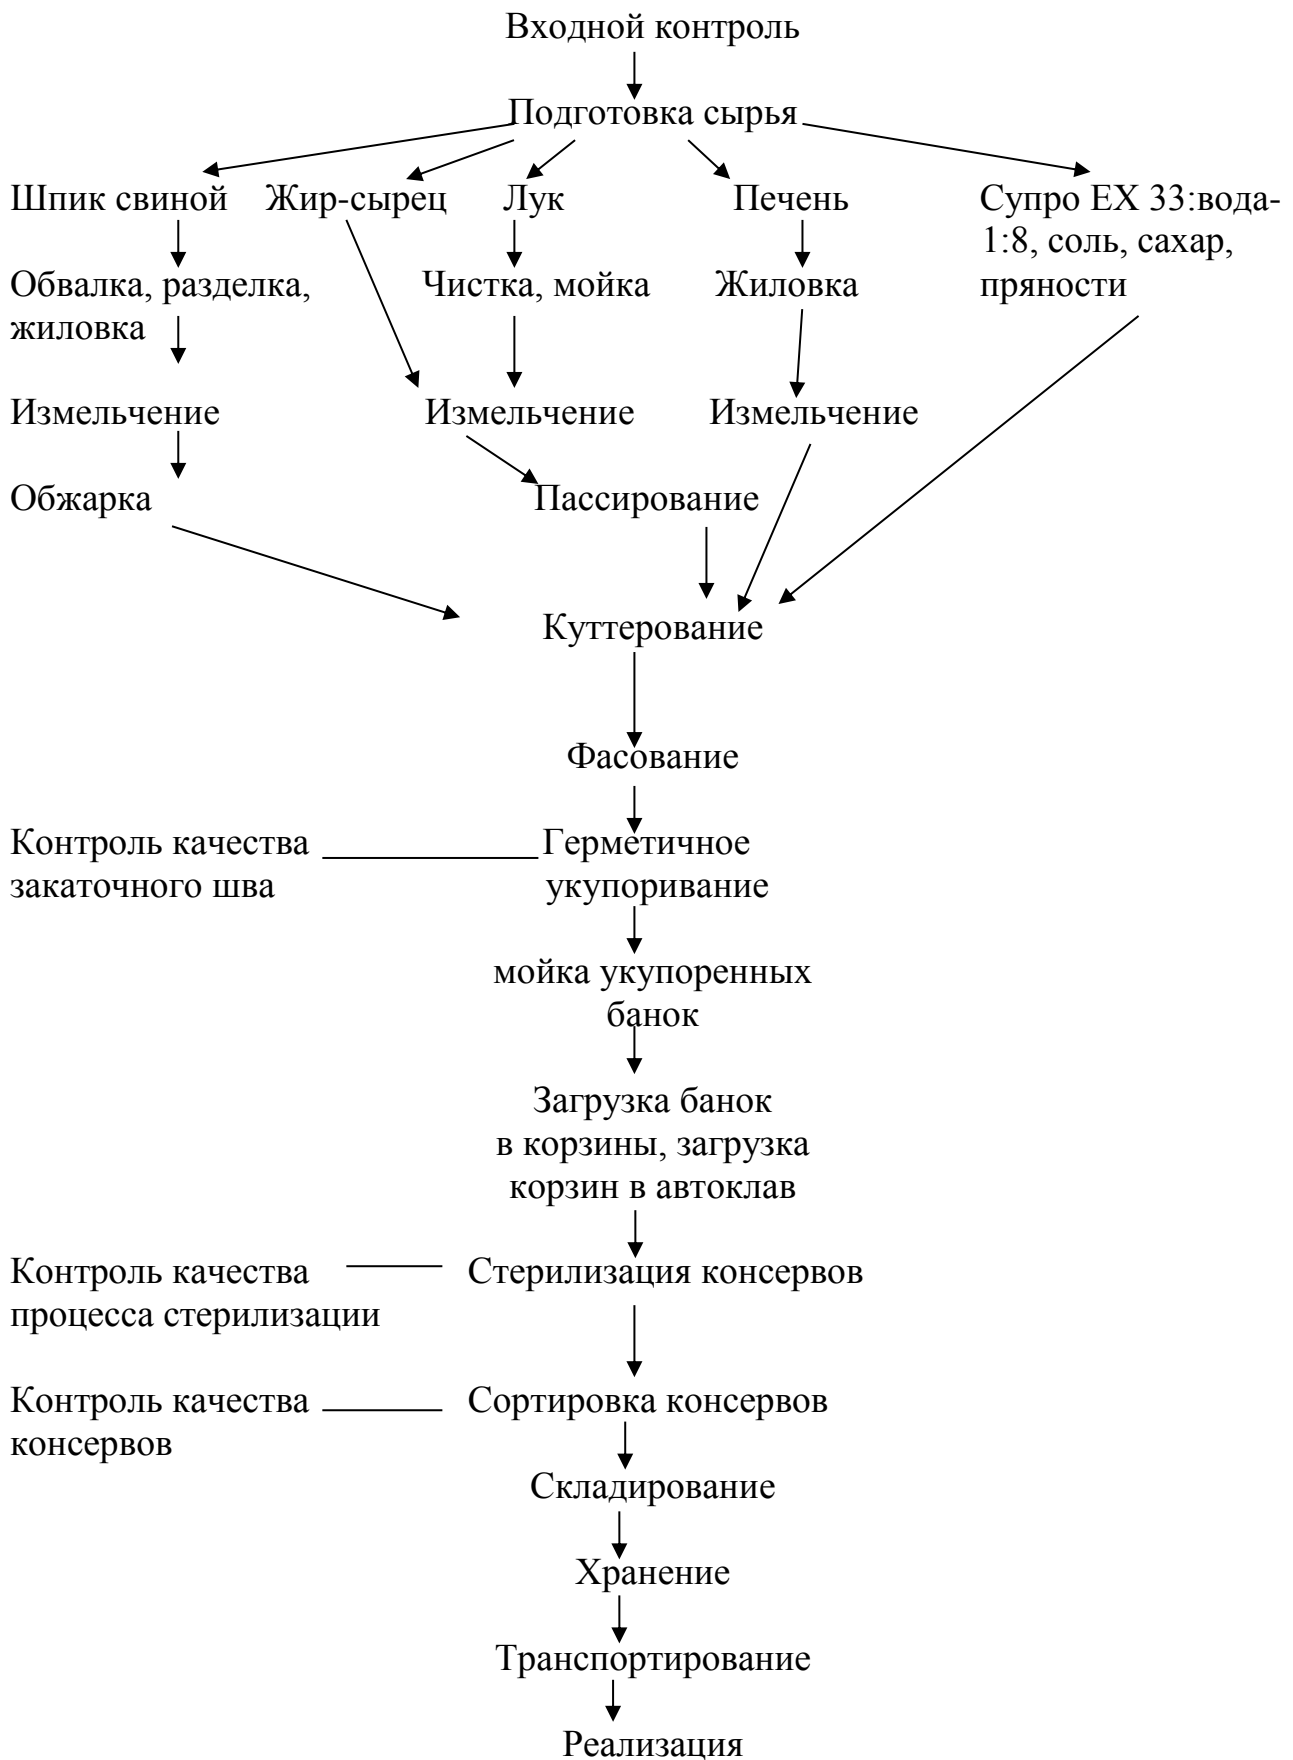 Входной контроль
Подготовка сырья
Шпик свиной
Жир-сырец
Лук
Печень
Супро ЕХ 33:вода-
1:8, соль, сахар,
пряности
Обвалка, разделка,
жиловка
Чистка, мойка
Жиловка
Измельчение
Измельчение
Измельчение
Обжарка
Пассирование
Куттерование
Фасование
Контроль качества
закаточного шва
Герметичное
укупоривание
мойка укупоренных
банок
Загрузка банок
в корзины, загрузка
корзин в автоклав
Контроль качества
процесса стерилизации
Стерилизация консервов
Контроль качества
консервов
Сортировка консервов
Складирование
Хранение
Транспортирование
Реализация